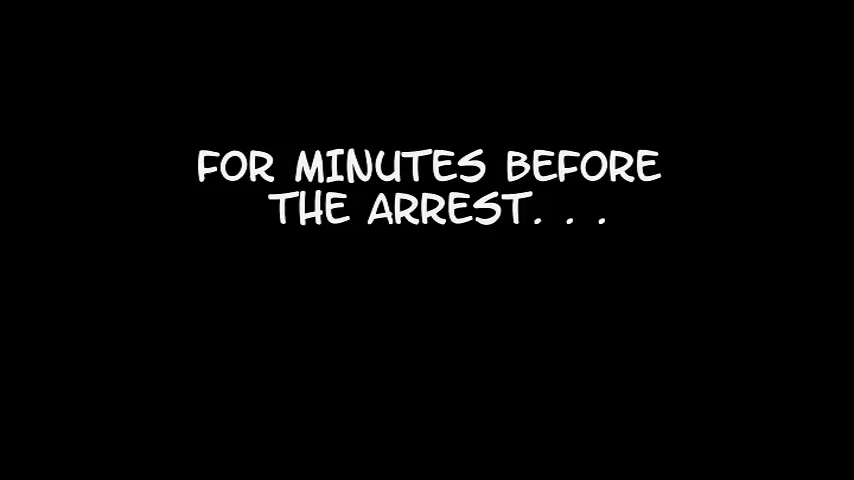 FOR MINUTES BEFORE
THE ARREST. . .